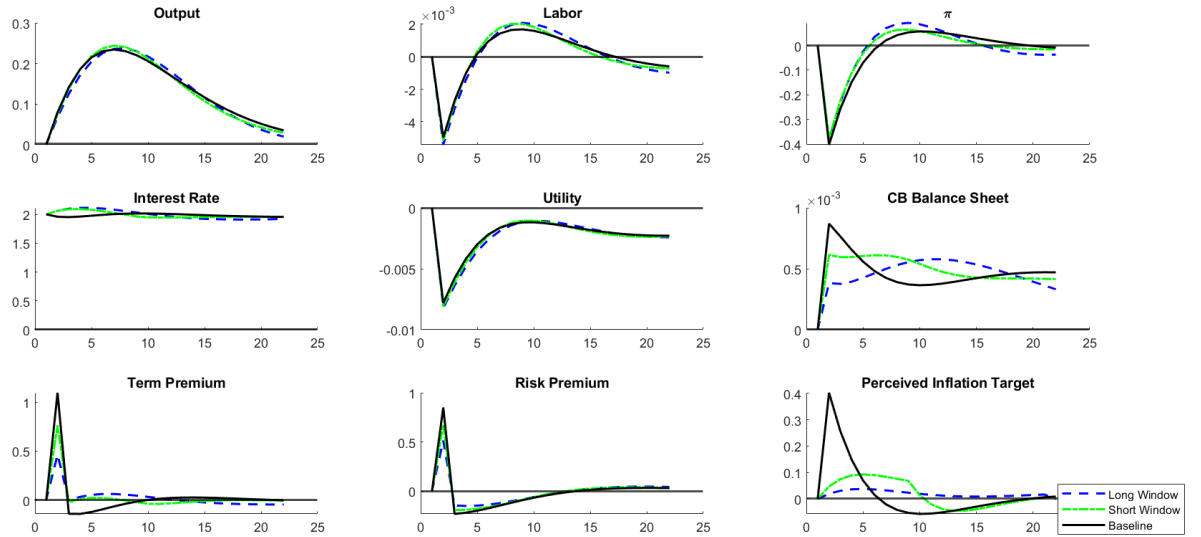 Output
0.3
0.2
0.1
0
0 5 10 15 20 25
Labor
×10⁻³
2
0
-2
-4
0 5 10 15 20 25
π
0
-0.1
-0.2
-0.3
-0.4
0 5 10 15 20 25
Interest Rate
2
1.5
1
0.5
0
0 5 10 15 20 25
Utility
0
-0.005
-0.01
0 5 10 15 20 25
CB Balance Sheet
×10⁻³
1
0.5
0
0 5 10 15 20 25
Term Premium
1
0.5
0
0 5 10 15 20 25
Risk Premium
1
0.5
0
0 5 10 15 20 25
Perceived Inflation Target
0.4
0.3
0.2
0.1
0
0 5 10 15 20
Long Window
Short Window
Baseline